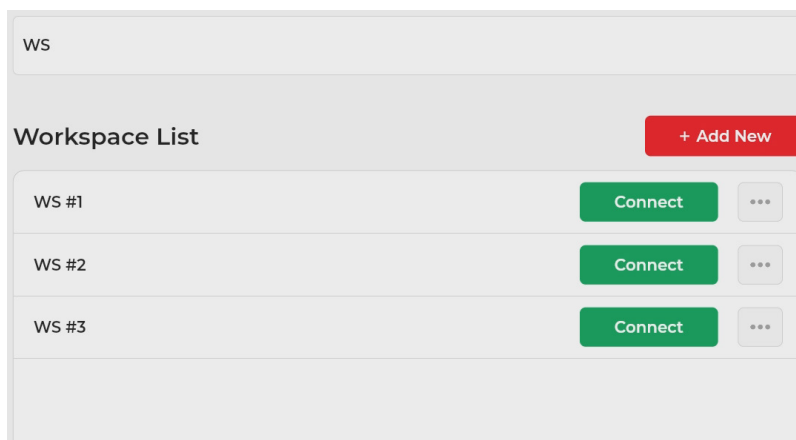 WS
Workspace List
+ Add New
WS #1 Connect
WS #2 Connect
WS #3 Connect